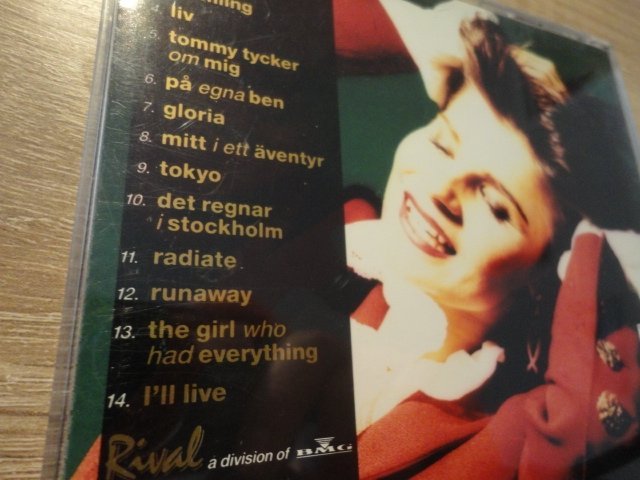 4. liv
5. tommy tycker
om mig
6. på egna ben
7. gloria
8. mitt i ett äventyr
9. tokyo
10. det regnar
i stockholm
11. radiate
12. runaway
13. the girl who
had everything
14. I'll live
Rival a division of BMG